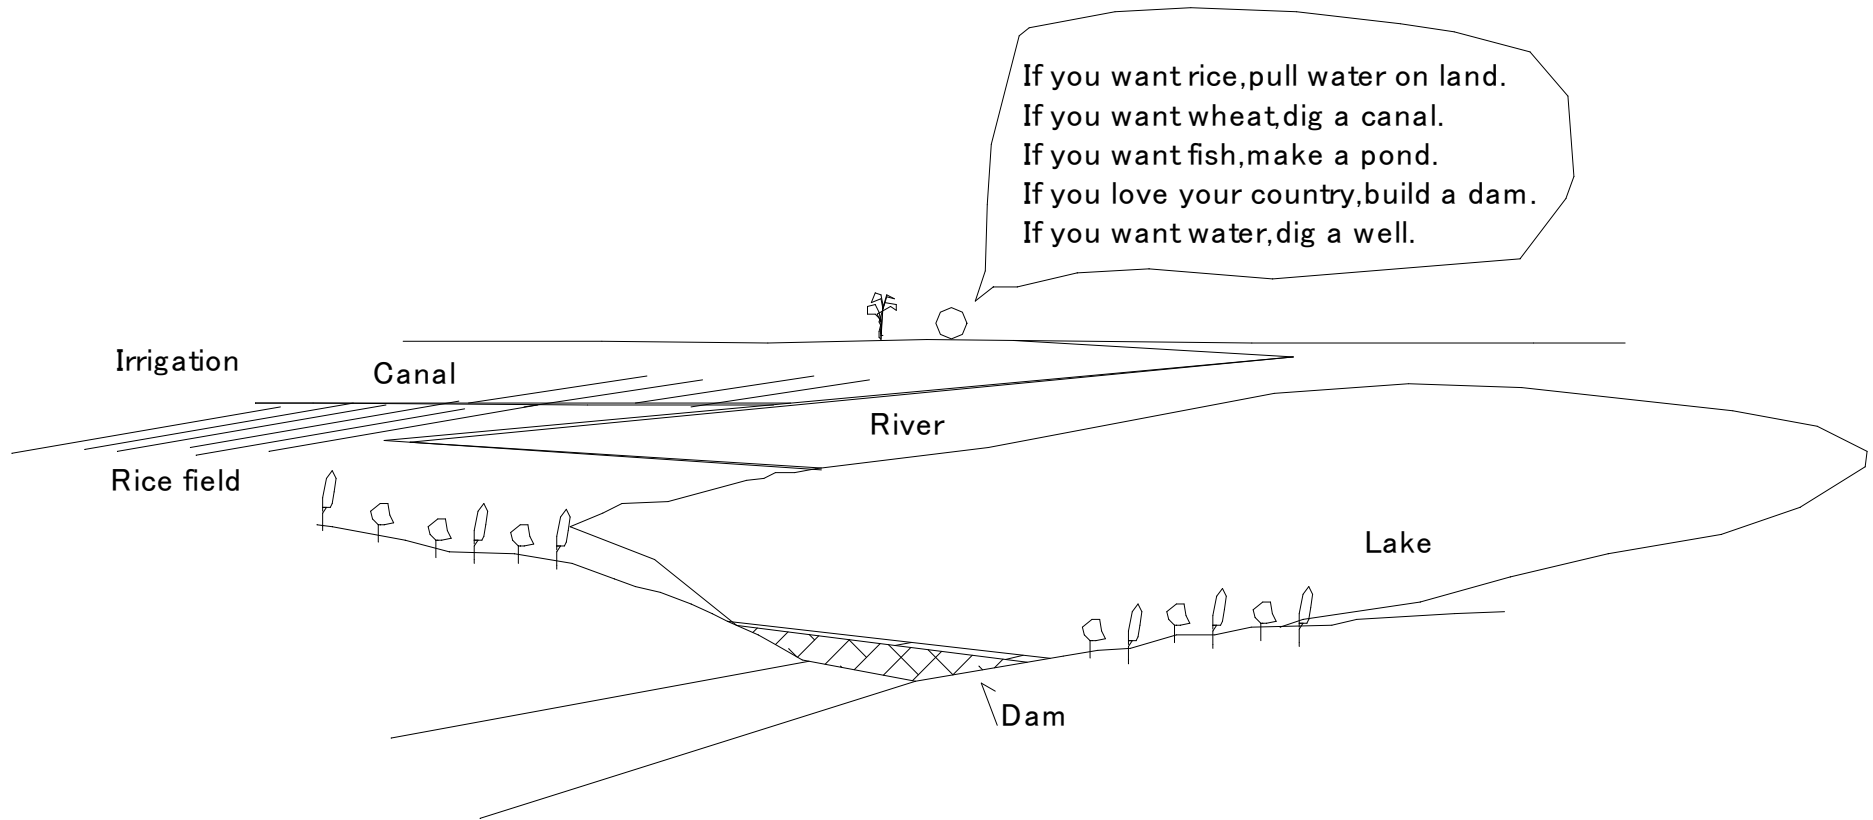 If you want rice,pull water on land.
If you want wheat,dig a canal.
If you want fish,make a pond.
If you love your country,build a dam.
If you want water,dig a well.
Irrigation
Canal
River
Rice field
Lake
Dam